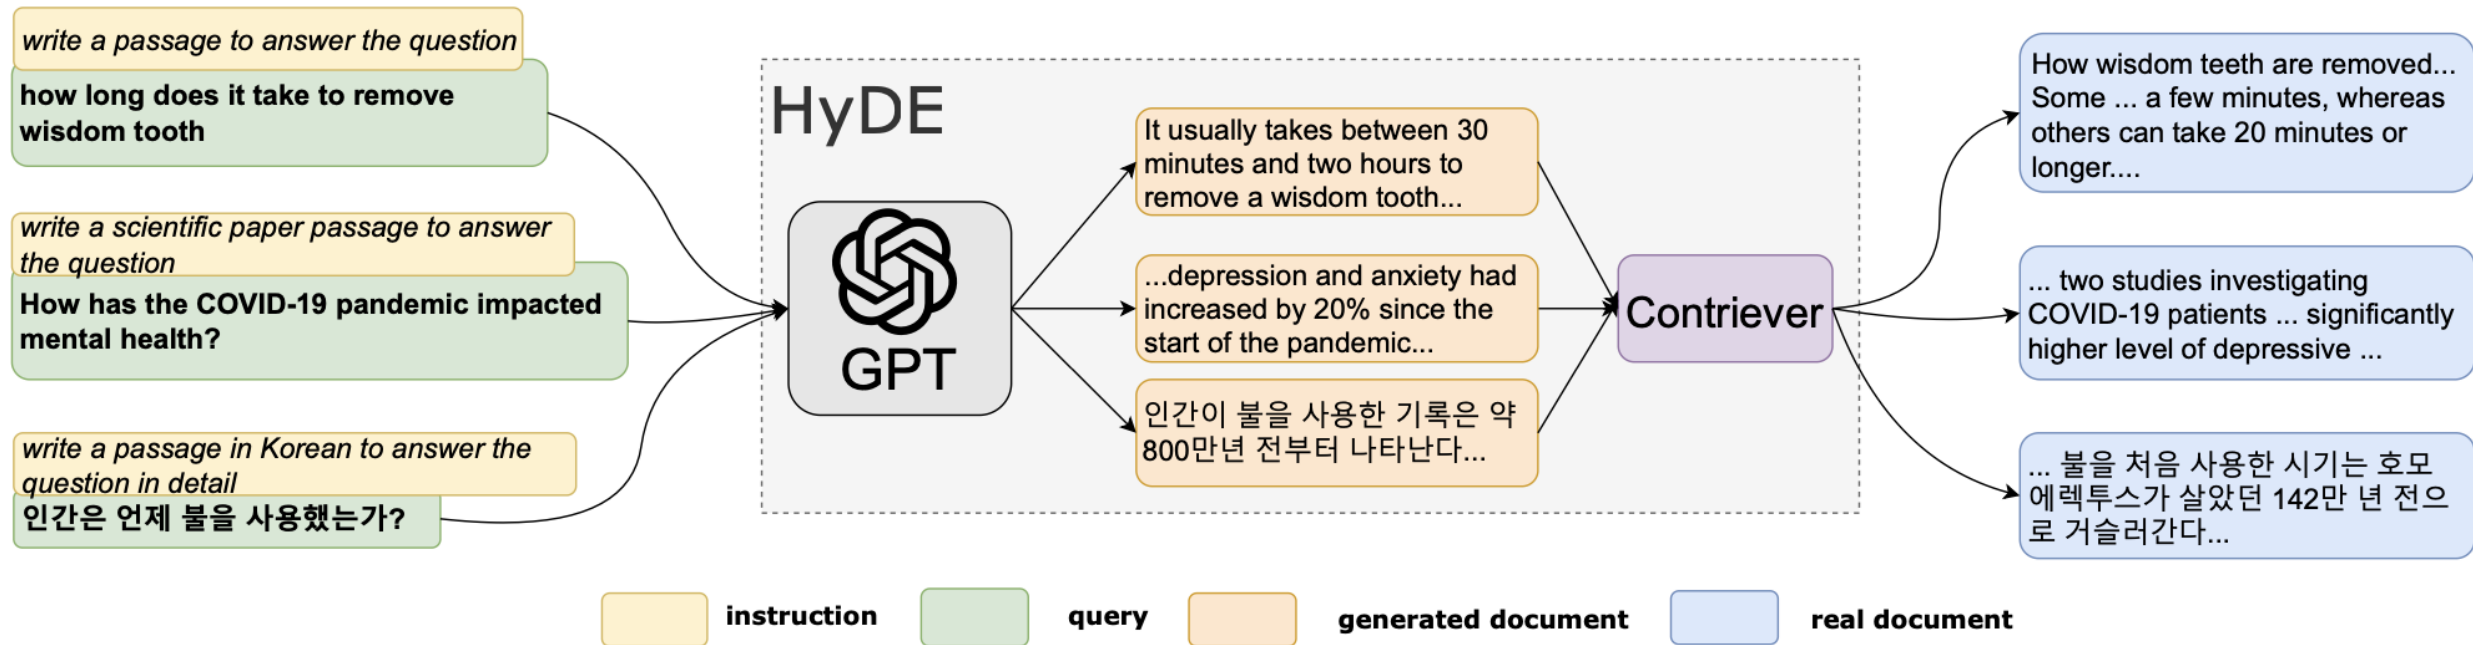 write a passage to answer the question
how long does it take to remove
wisdom tooth
write a scientific paper passage to answer
the question
How has the COVID-19 pandemic impacted
mental health?
write a passage in Korean to answer the
question in detail
인간은 언제 불을 사용했는가?
HyDE
GPT
It usually takes between 30
minutes and two hours to
remove a wisdom tooth...
...depression and anxiety had
increased by 20% since the
start of the pandemic...
인간이 불을 사용한 기록은 약
800만년 전부터 나타난다...
Contriever
How wisdom teeth are removed...
Some ... a few minutes, whereas
others can take 20 minutes or
longer....
... two studies investigating
COVID-19 patients ... significantly
higher level of depressive ...
... 불을 처음 사용한 시기는 호모
에렉투스가 살았던 142만 년 전으
로 거슬러간다...
instruction
query
generated document
real document